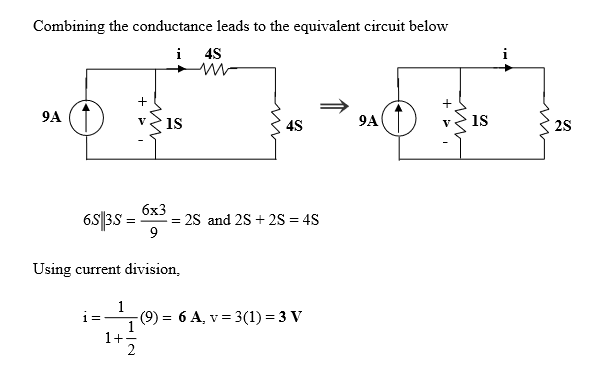 Combining the conductance leads to the equivalent circuit below
i 4S i
9A + v - 1S 4S ⇒ 9A + v - 1S 2S
6S||3S = 6x3/9 = 2S and 2S + 2S = 4S
Using current division,
i = 1/(1+1/2) (9) = 6 A, v = 3(1) = 3 V